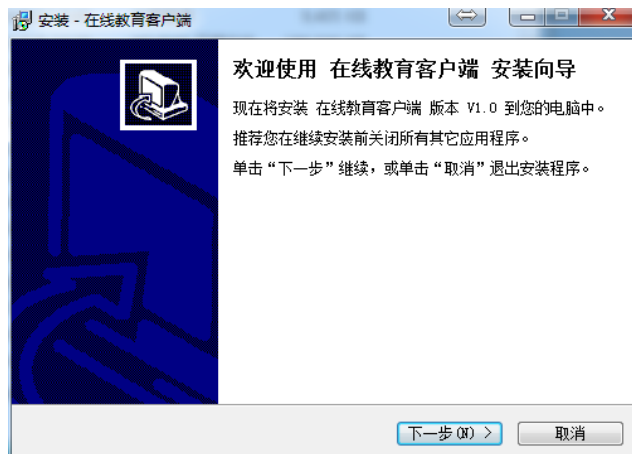 安装 - 在线教育客户端
欢迎使用 在线教育客户端 安装向导
现在将安装 在线教育客户端 版本 V1.0 到您的电脑中。
推荐您在继续安装前关闭所有其它应用程序。
单击“下一步”继续，或单击“取消”退出安装程序。
下一步(N) >
取消